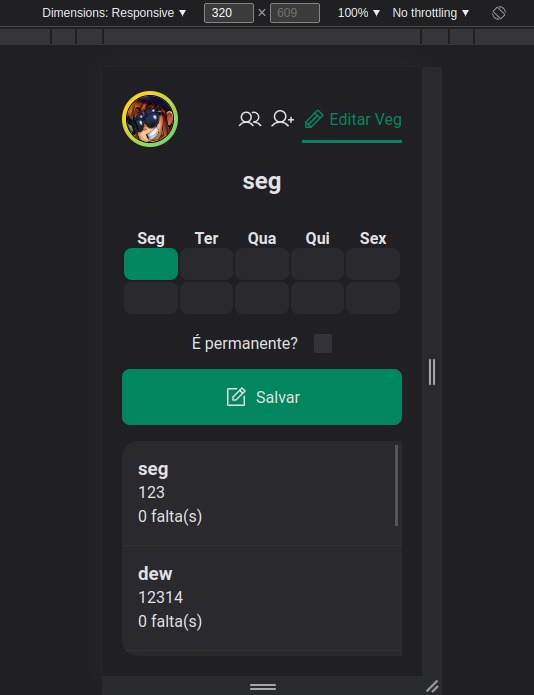 Dimensions: Responsive ▼ 320 × 609 100% ▼ No throttling ▼
Editar Veg
seg
Seg Ter Qua Qui Sex
É permanente?
Salvar
seg
123
0 falta(s)
dew
12314
0 falta(s)